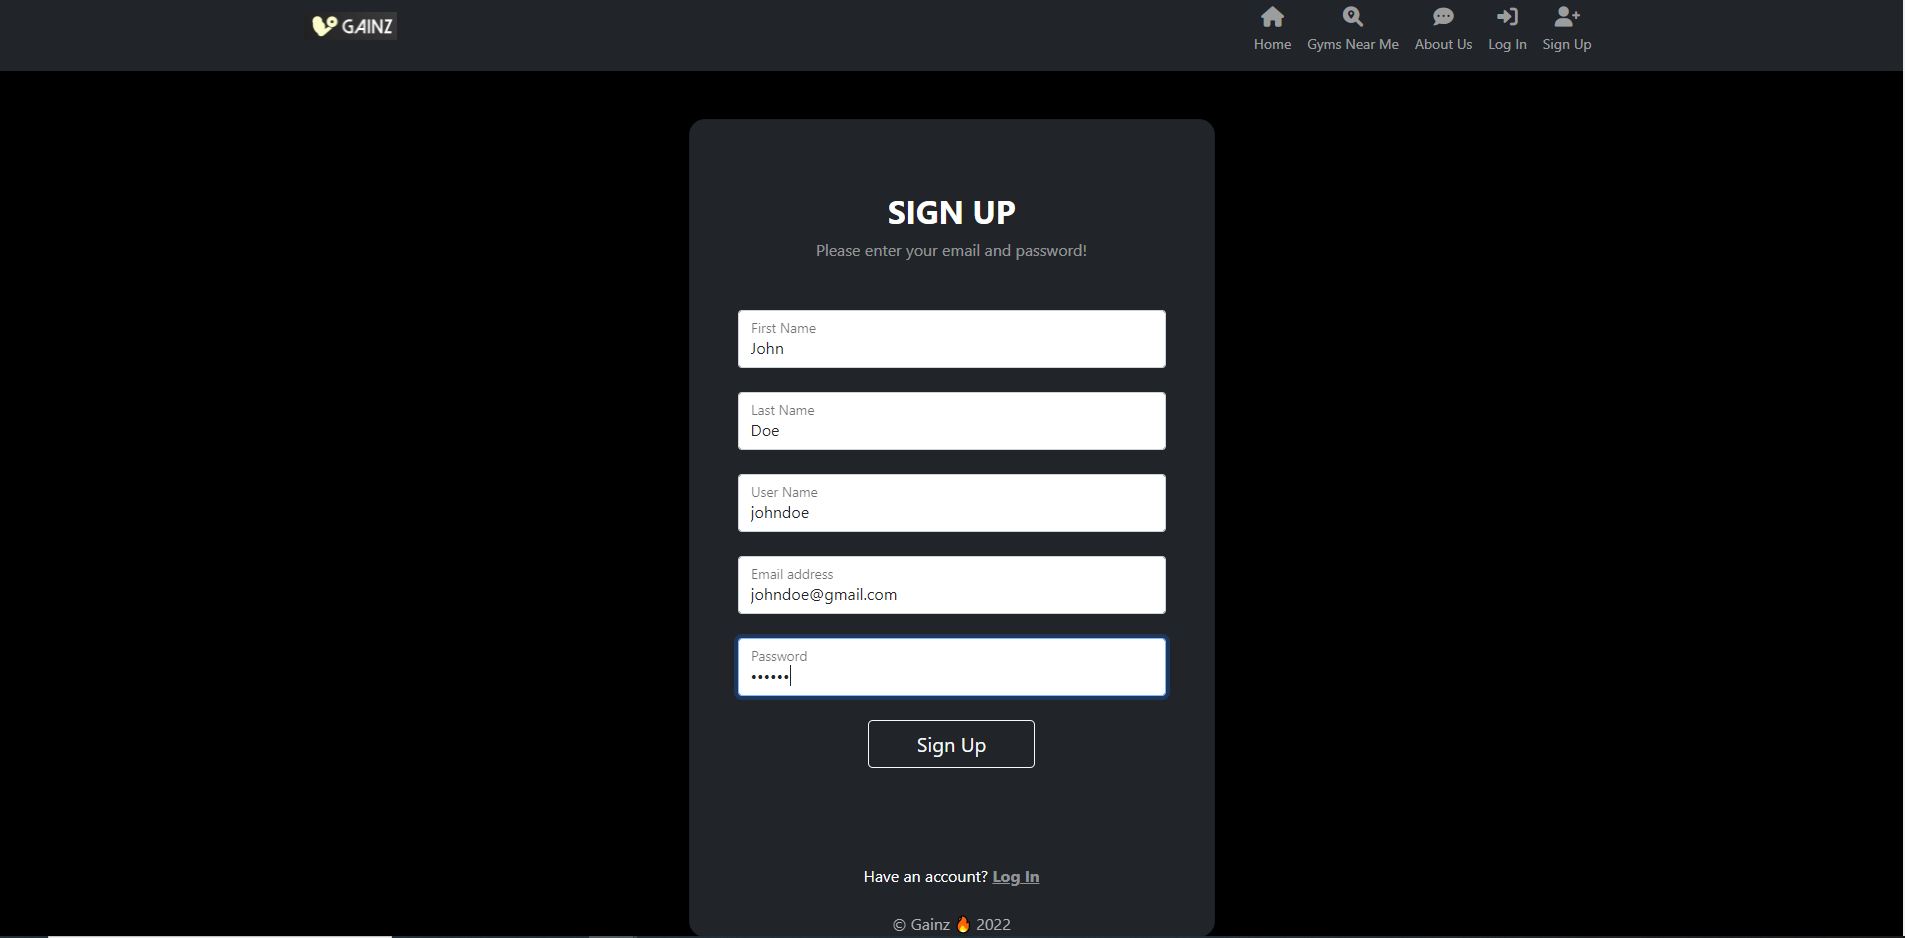 GAINZ
Home Gyms Near Me About Us Log In Sign Up
SIGN UP
Please enter your email and password!
First Name
John
Last Name
Doe
User Name
johndoe
Email address
johndoe@gmail.com
Password
••••••
Sign Up
Have an account? Log In
© Gainz 🔥 2022